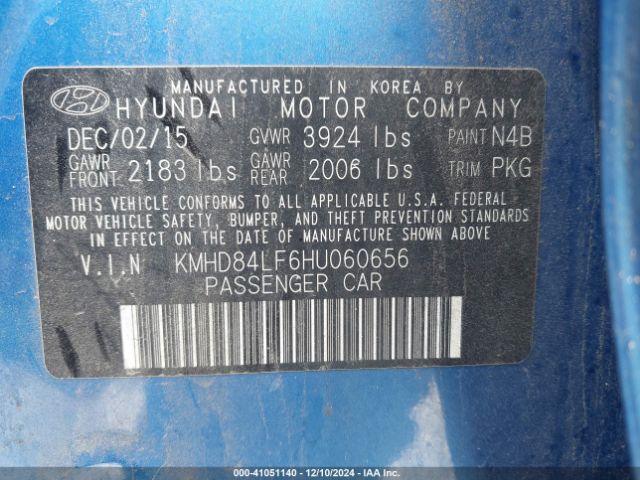 MANUFACTURED IN KOREA BY
HYUNDAI MOTOR COMPANY
DEC/02/15 GVWR 3924 lbs PAINT N4B
GAWR FRONT 2183 lbs GAWR REAR 2006 lbs TRIM PKG
THIS VEHICLE CONFORMS TO ALL APPLICABLE U.S.A. FEDERAL
MOTOR VEHICLE SAFETY, BUMPER, AND THEFT PREVENTION STANDARDS
IN EFFECT ON THE DATE OF MANUFACTURE SHOWN ABOVE
V.I.N KMHD84LF6HU060656
PASSENGER CAR
000-41051140 - 12/10/2024 - IAA Inc.